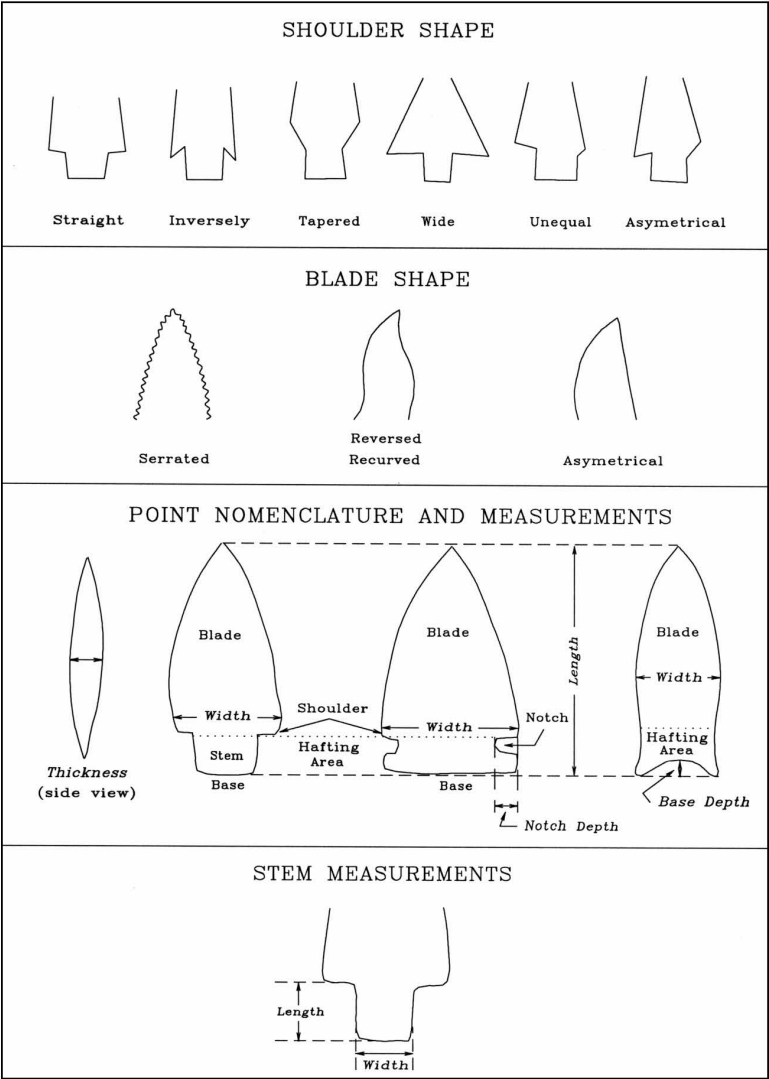 SHOULDER SHAPE
Straight Inversely Tapered Wide Unequal Asymetrical
BLADE SHAPE
Serrated
Reversed
Recurved
Asymetrical
POINT NOMENCLATURE AND MEASUREMENTS
Thickness
(side view)
Blade
Width
Stem
Base
Shoulder
Hafting
Area
Blade
Width
Base
Notch
Notch Depth
Length
Blade
Width
Hafting
Area
Base Depth
STEM MEASUREMENTS
Length
Width